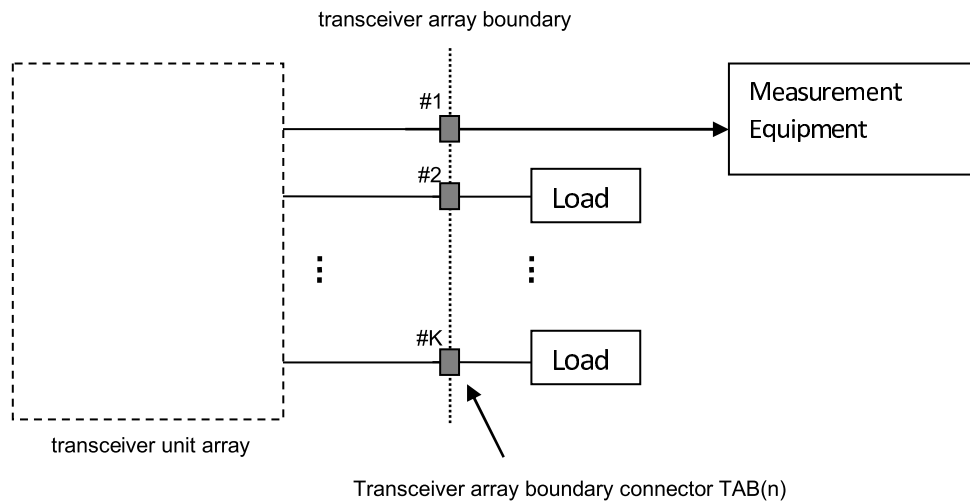 transceiver array boundary
#1
Measurement
Equipment
#2
Load
#K
Load
transceiver unit array
Transceiver array boundary connector TAB(n)